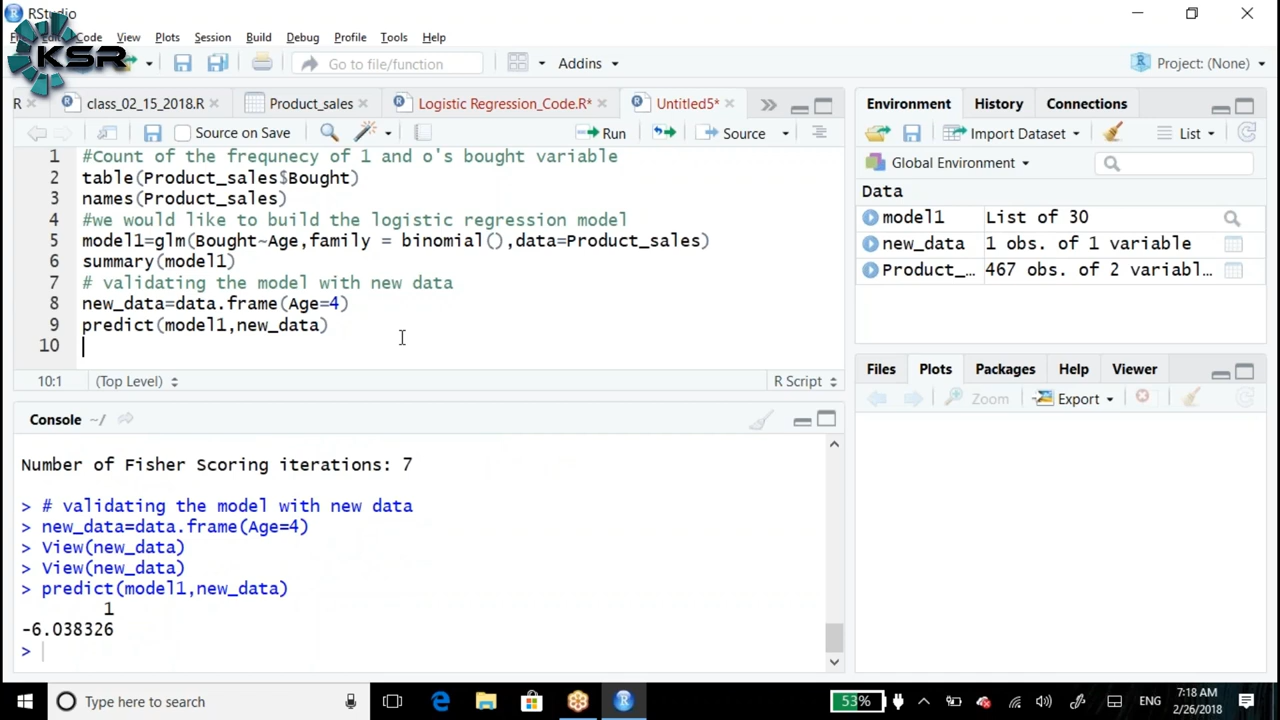 RStudio
Code View Plots Session Build Debug Profile Tools Help
KSR
Go to file/function
Addins
Project: (None)
R
class_02_15_2018.R
Product_sales
Logistic Regression_Code.R*
Untitled5*
Source on Save
Run
Source
1 #Count of the frequnecy of 1 and o's bought variable
2 table(Product_sales$Bought)
3 names(Product_sales)
4 #we would like to build the logistic regression model
5 model1=glm(Bought~Age,family = binomial(),data=Product_sales)
6 summary(model1)
7 # validating the model with new data
8 new_data=data.frame(Age=4)
9 predict(model1,new_data)
10
10:1 (Top Level)
R Script
Console ~/
Number of Fisher Scoring iterations: 7
> # validating the model with new data
> new_data=data.frame(Age=4)
> View(new_data)
> View(new_data)
> predict(model1,new_data)
1
-6.038326
>
Environment History Connections
Import Dataset
List
Global Environment
Data
model1 List of 30
new_data 1 obs. of 1 variable
Product_… 467 obs. of 2 variabl…
Files Plots Packages Help Viewer
Zoom Export
Type here to search
53%
ENG
7:18 AM
2/26/2018